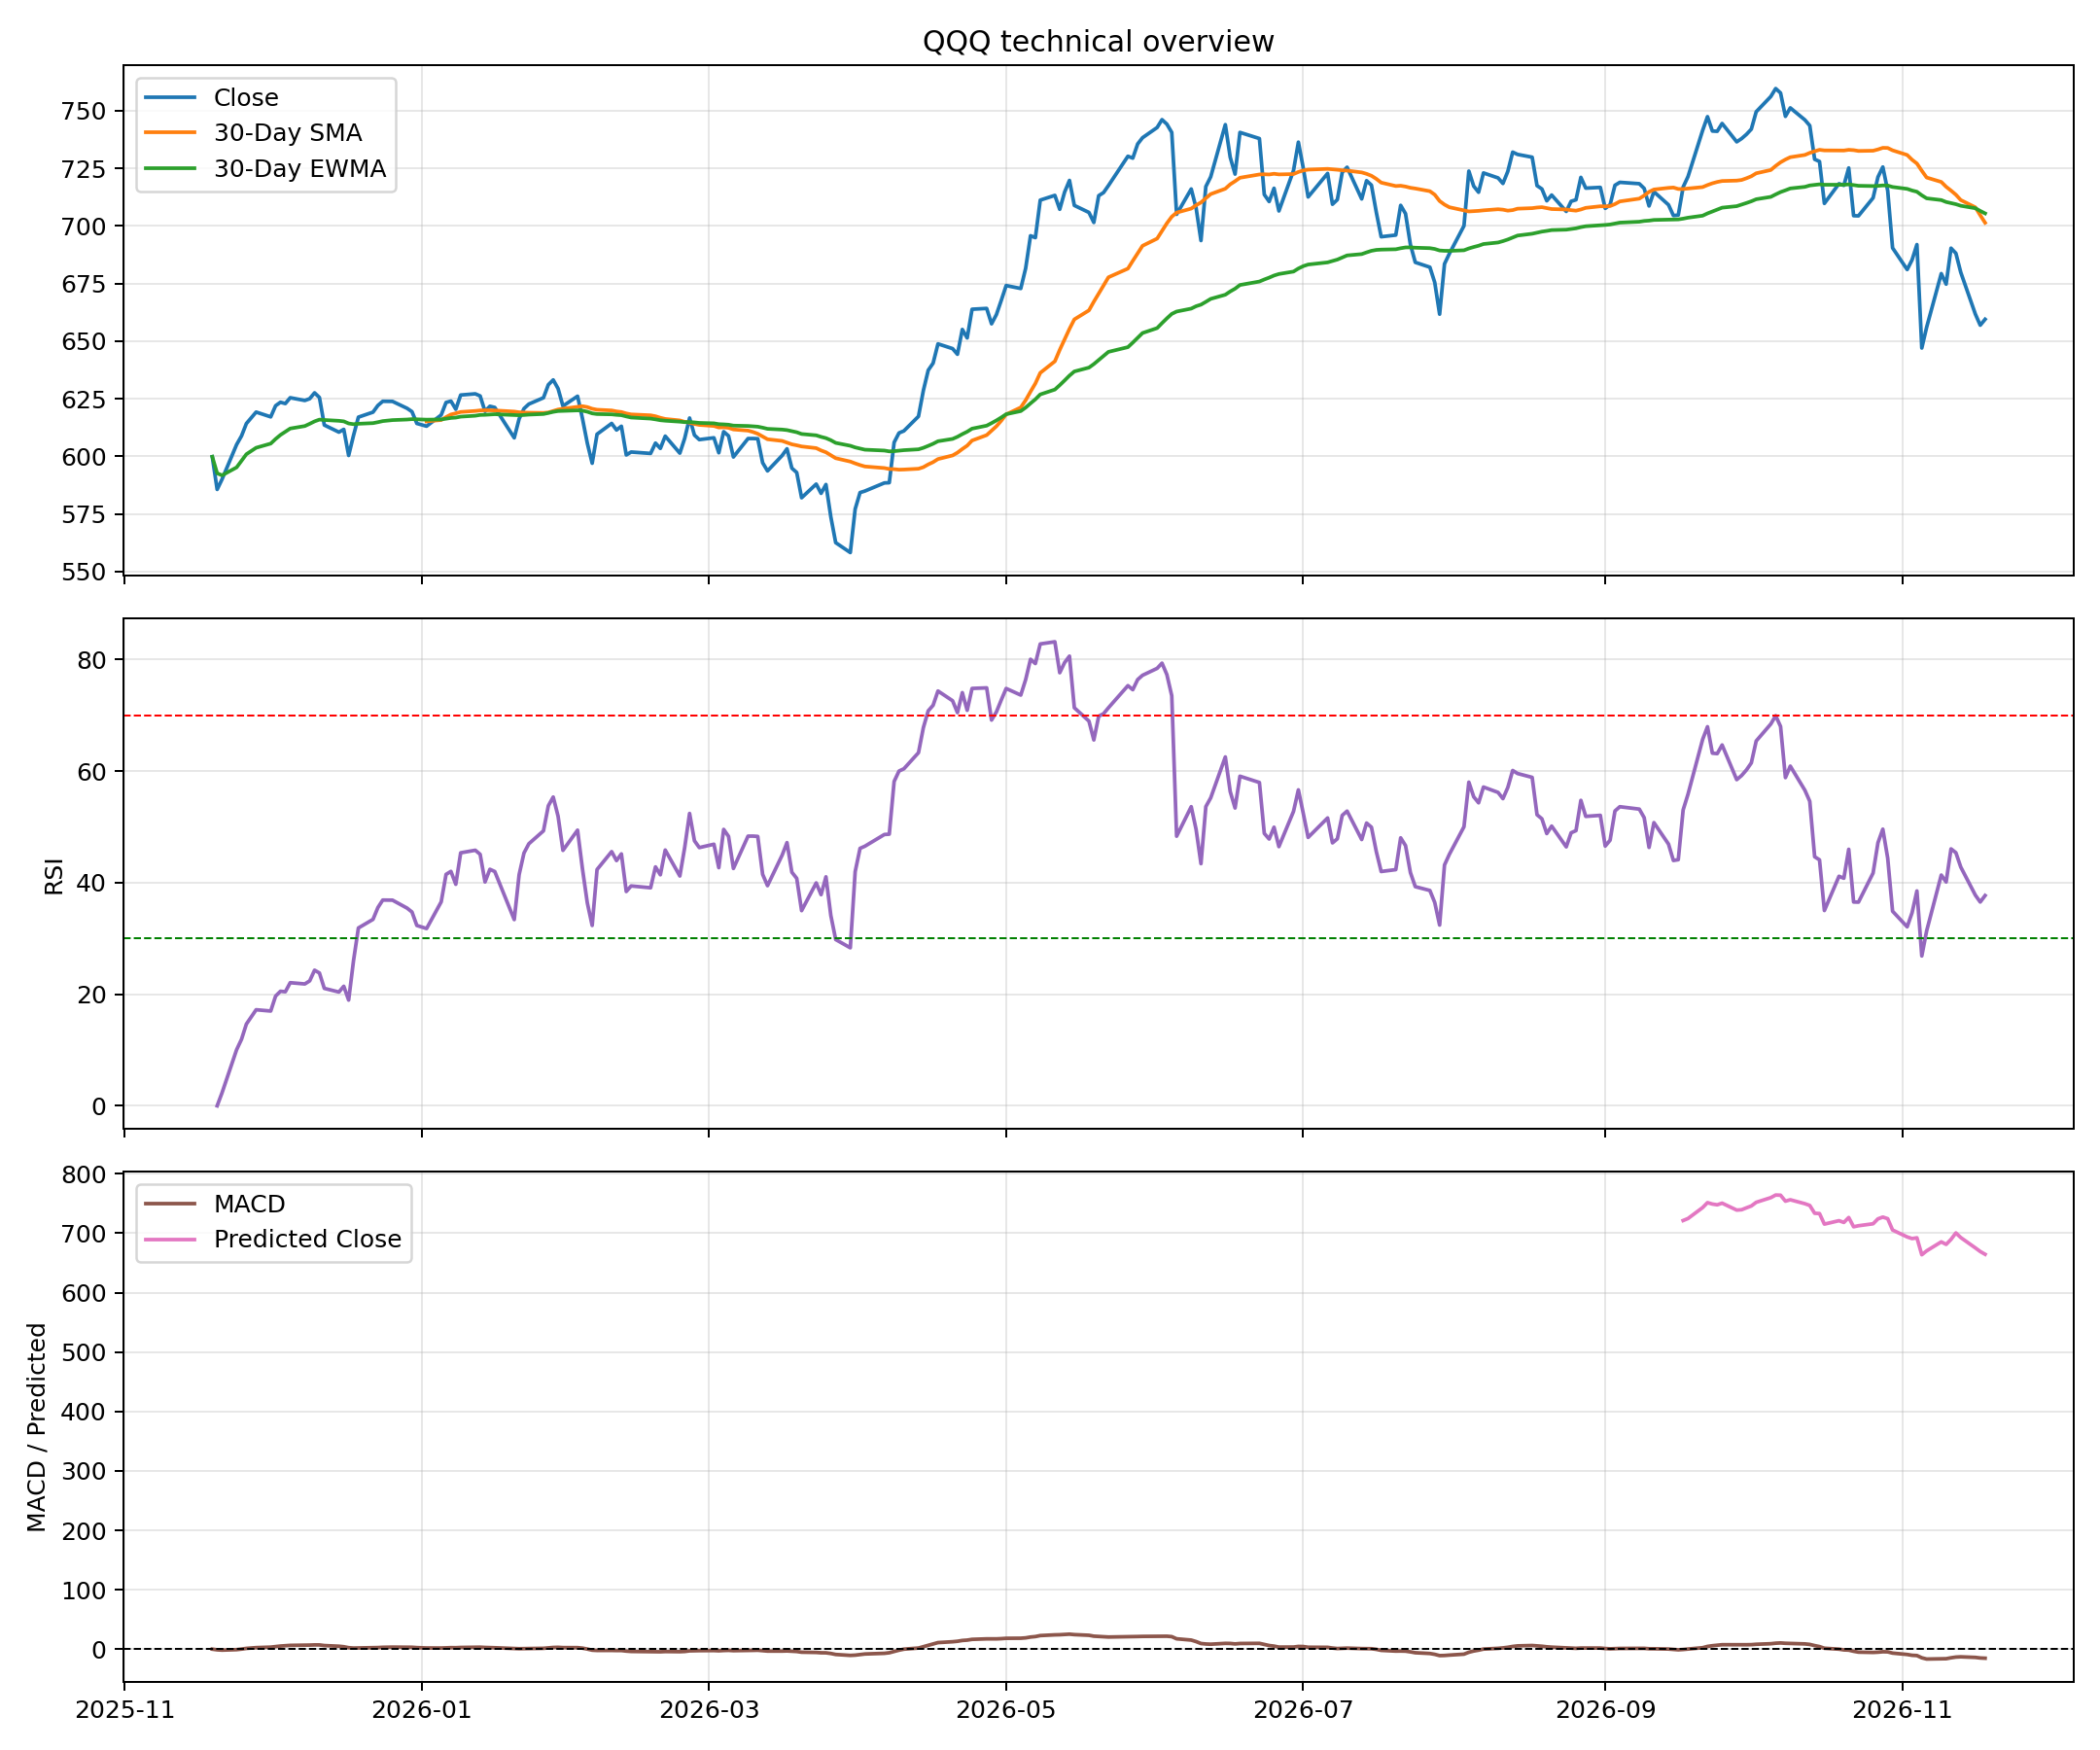 QQQ technical overview
Close
30-Day SMA
30-Day EWMA
750
725
700
675
650
625
600
575
550
RSI
80
60
40
20
0
MACD
Predicted Close
MACD / Predicted
800
700
600
500
400
300
200
100
0
2025-11 2026-01 2026-03 2026-05 2026-07 2026-09 2026-11